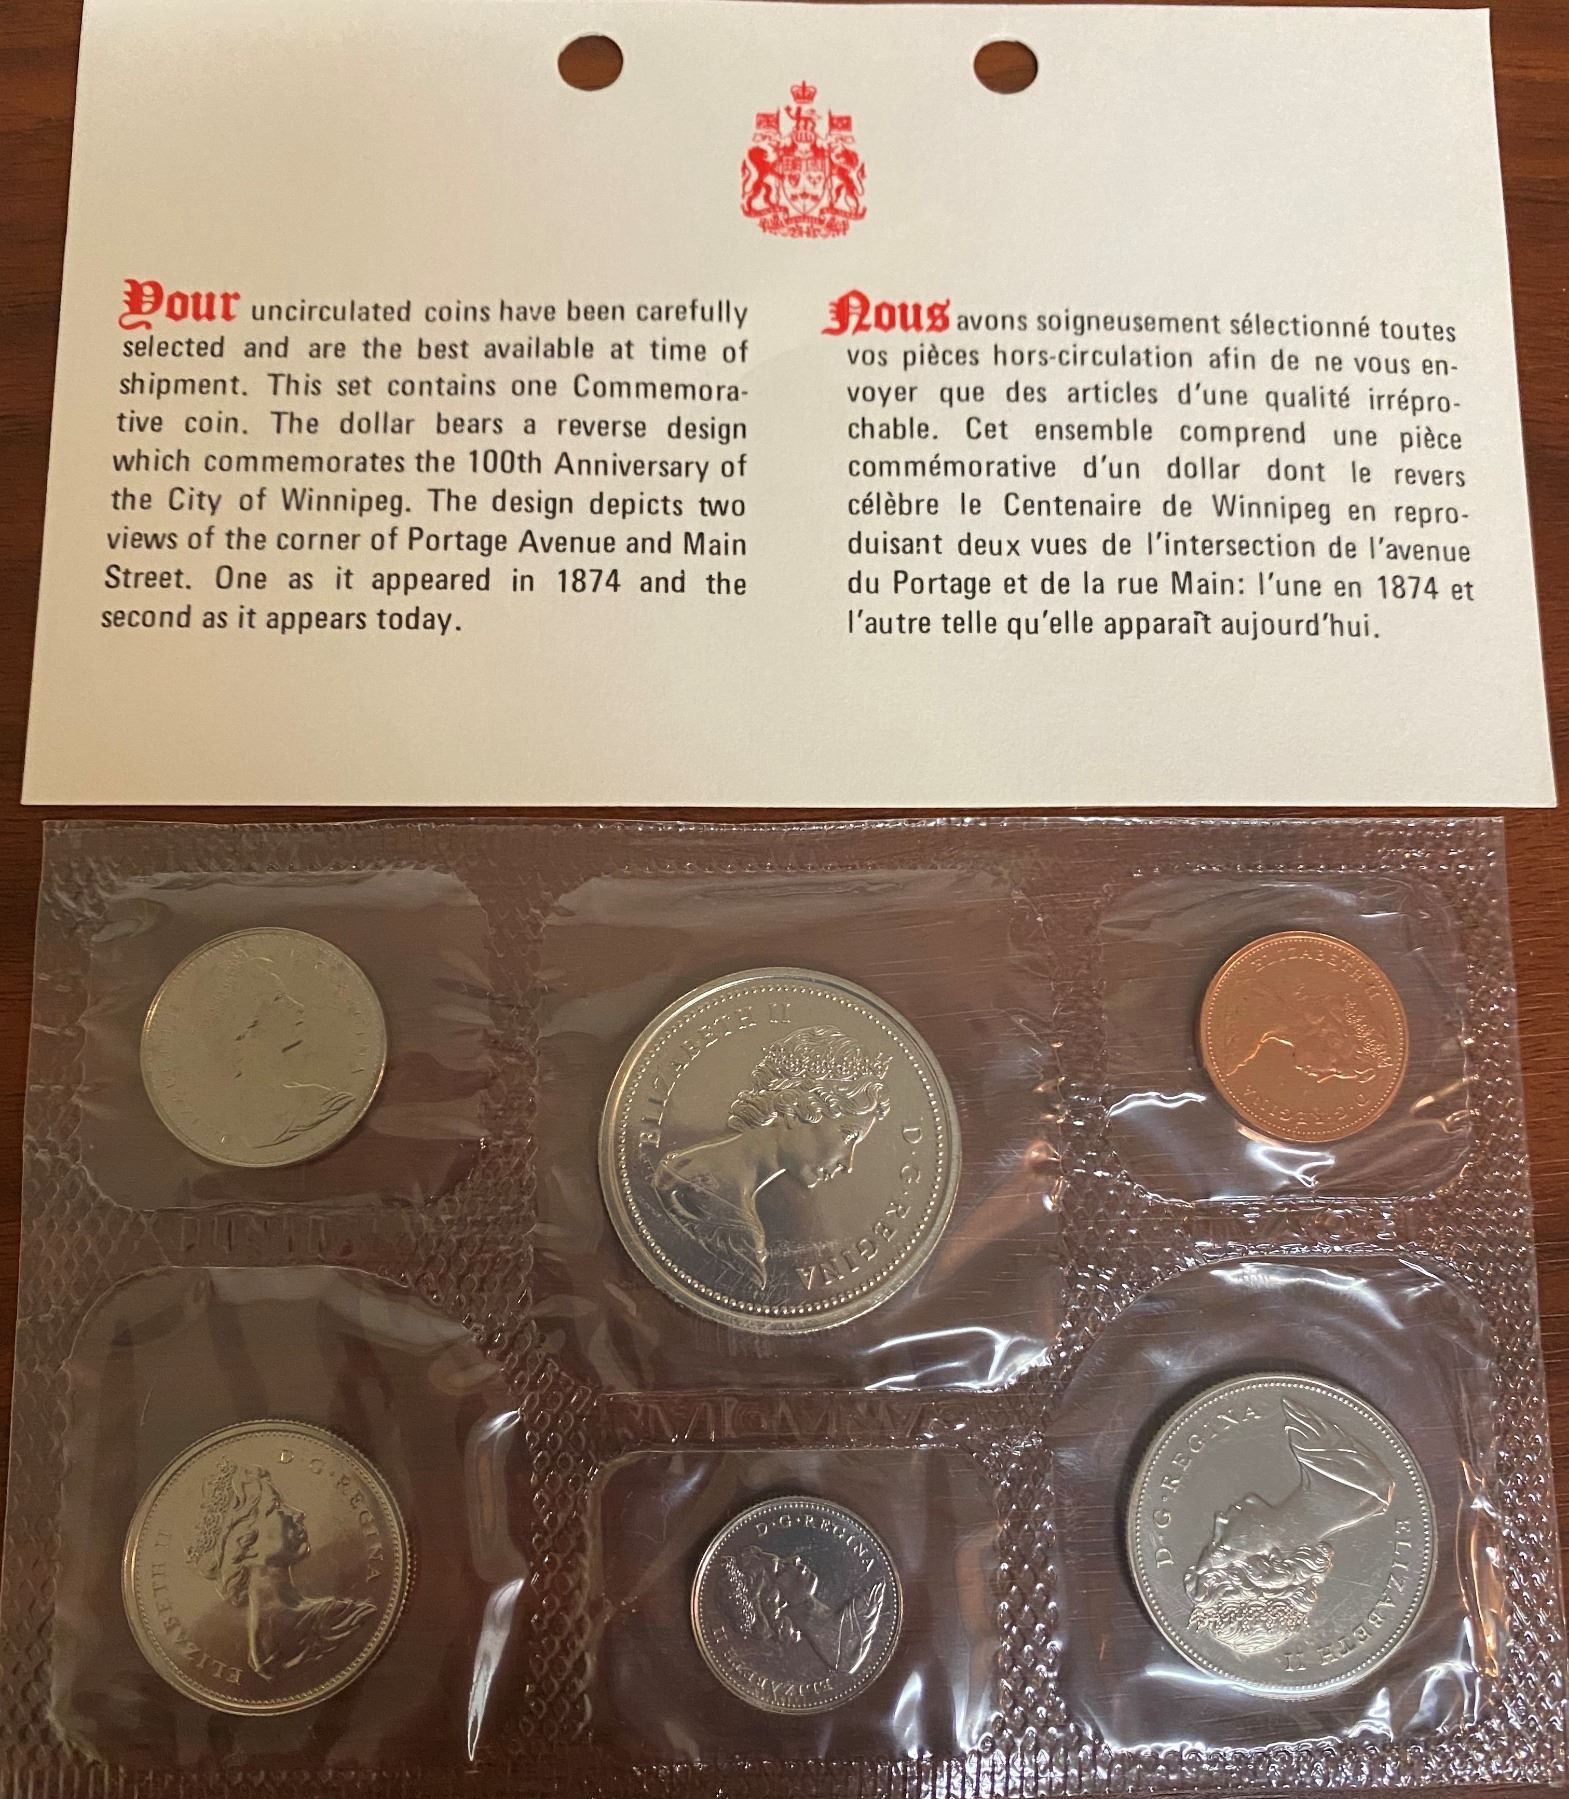 Your uncirculated coins have been carefully
selected and are the best available at time of
shipment. This set contains one Commemora-
tive coin. The dollar bears a reverse design
which commemorates the 100th Anniversary of
the City of Winnipeg. The design depicts two
views of the corner of Portage Avenue and Main
Street. One as it appeared in 1874 and the
second as it appears today.
Nous avons soigneusement sélectionné toutes
vos pièces hors-circulation afin de ne vous en-
voyer que des articles d'une qualité irrépro-
chable. Cet ensemble comprend une pièce
commémorative d'un dollar dont le revers
célèbre le Centenaire de Winnipeg en repro-
duisant deux vues de l'intersection de l'avenue
du Portage et de la rue Main: l'une en 1874 et
l'autre telle qu'elle apparaît aujourd'hui.
ELIZABETH II D·G·REGINA
ELIZABETH II D·G·REGINA
ELIZABETH II D·G·REGINA
ELIZABETH II D·G·REGINA
ELIZABETH II D·G·REGINA